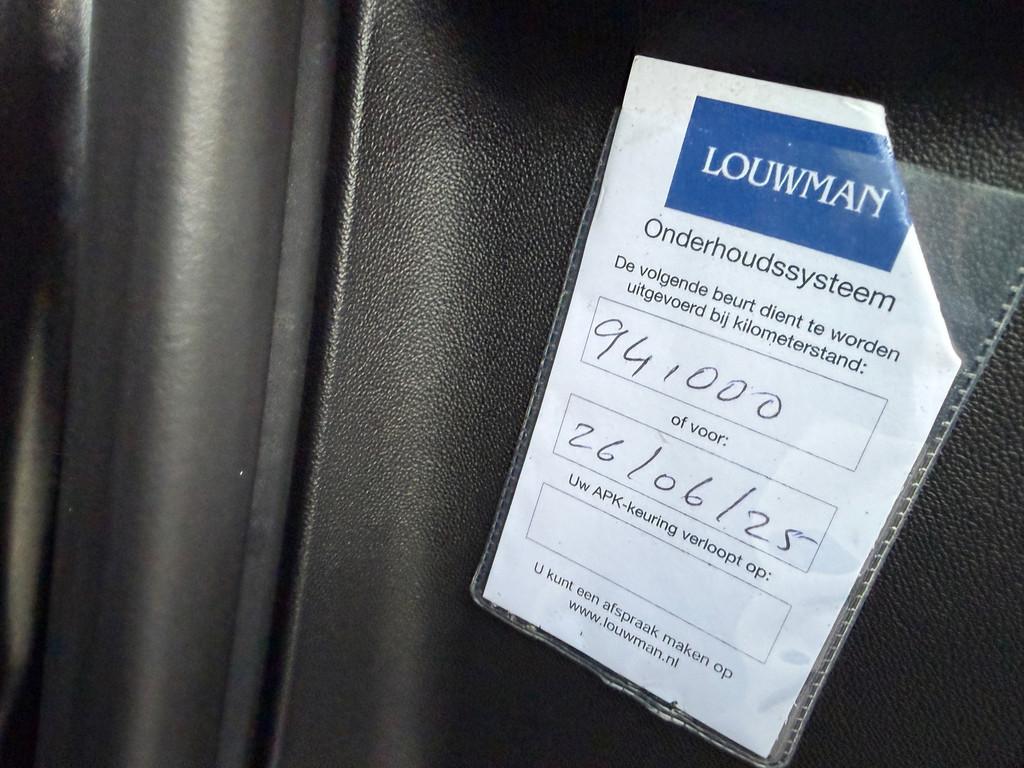 LOUWMAN
Onderhoudssysteem
De volgende beurt dient te worden
uitgevoerd bij kilometerstand:
94,000
of voor:
26/06/25
Uw APK-keuring verloopt op:
U kunt een afspraak maken op
www.louwman.nl